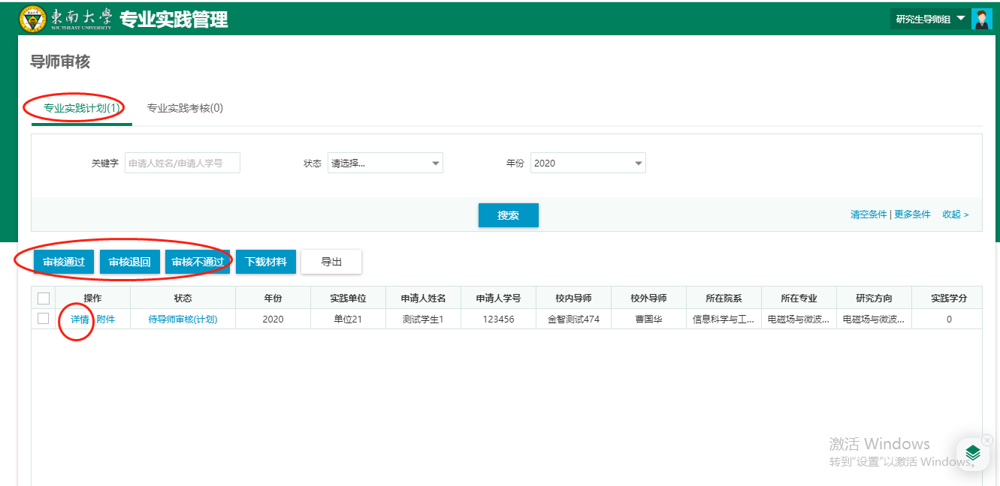 東南大學 专业实践管理 研究生导师组
SOUTHEAST UNIVERSITY
导师审核
专业实践计划(1) 专业实践考核(0)
关键字 申请人姓名/申请人学号 状态 请选择... 年份 2020
搜索 清空条件 | 更多条件 收起 >
审核通过 审核退回 审核不通过 下载材料 导出
操作 状态 年份 实践单位 申请人姓名 申请人学号 校内导师 校外导师 所在院系 所在专业 研究方向 实践学分
详情 附件 待导师审核(计划) 2020 单位21 测试学生1 123456 金智测试474 曹国华 信息科学与工... 电磁场与微波... 电磁场与微波... 0
激活 Windows
转到"设置"以激活 Windows。